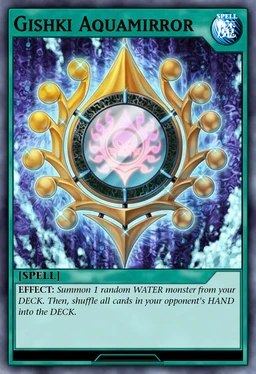 Gishki Aquamirror
SPELL
[SPELL]
EFFECT: Summon 1 random WATER monster from your
DECK. Then, shuffle all cards in your opponent's HAND
into the DECK.